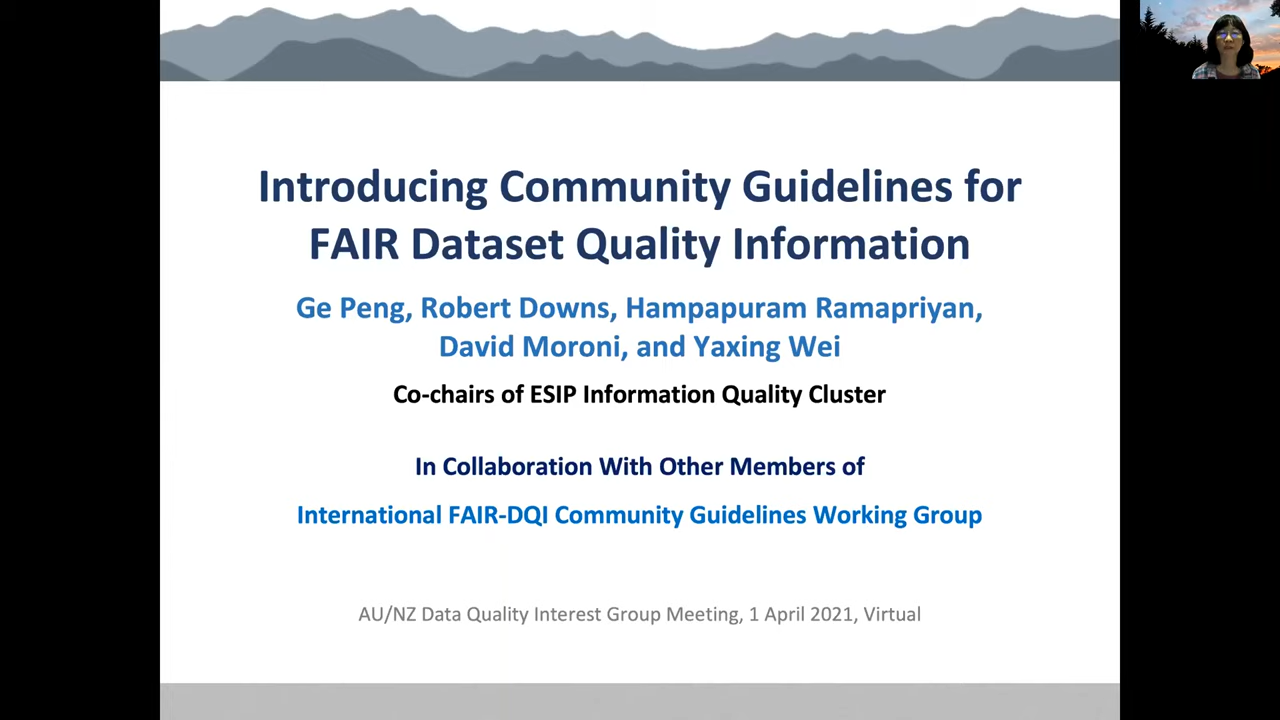 Introducing Community Guidelines for
FAIR Dataset Quality Information
Ge Peng, Robert Downs, Hampapuram Ramapriyan,
David Moroni, and Yaxing Wei
Co-chairs of ESIP Information Quality Cluster
In Collaboration With Other Members of
International FAIR-DQI Community Guidelines Working Group
AU/NZ Data Quality Interest Group Meeting, 1 April 2021, Virtual